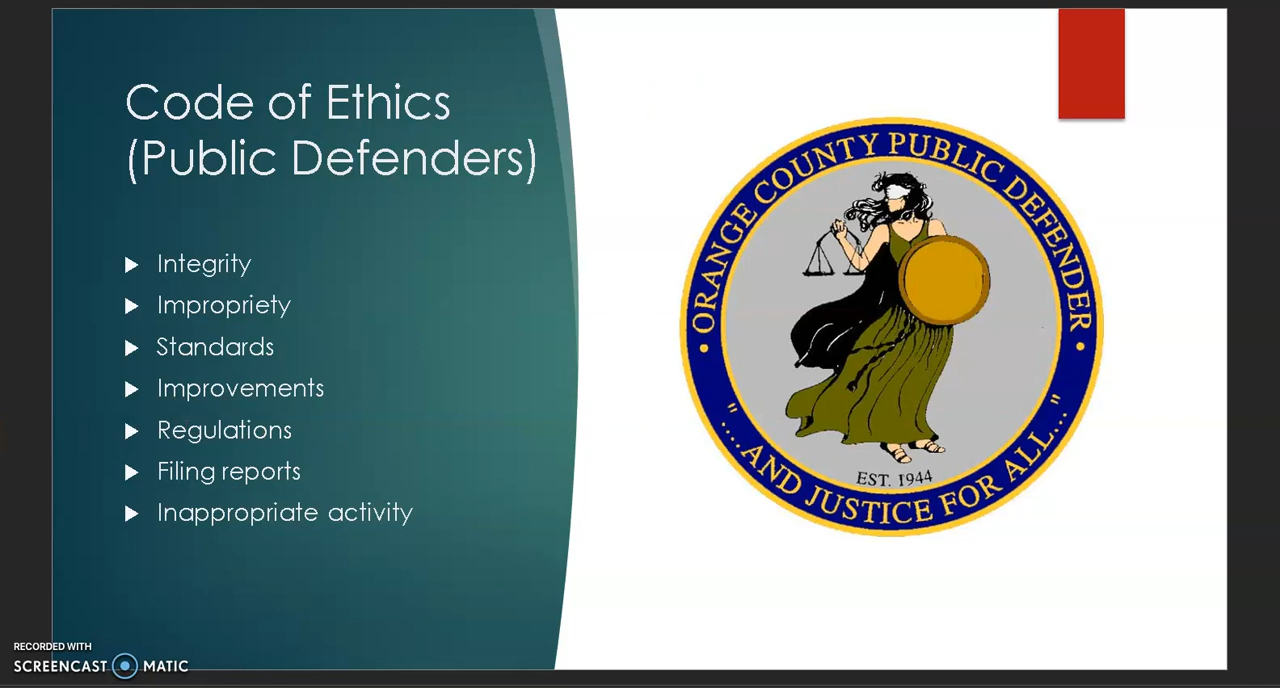 Code of Ethics
(Public Defenders)
Integrity
Impropriety
Standards
Improvements
Regulations
Filing reports
Inappropriate activity
• ORANGE COUNTY PUBLIC DEFENDER •
EST. 1944
"....AND JUSTICE FOR ALL..."
RECORDED WITH
SCREENCAST MATIC